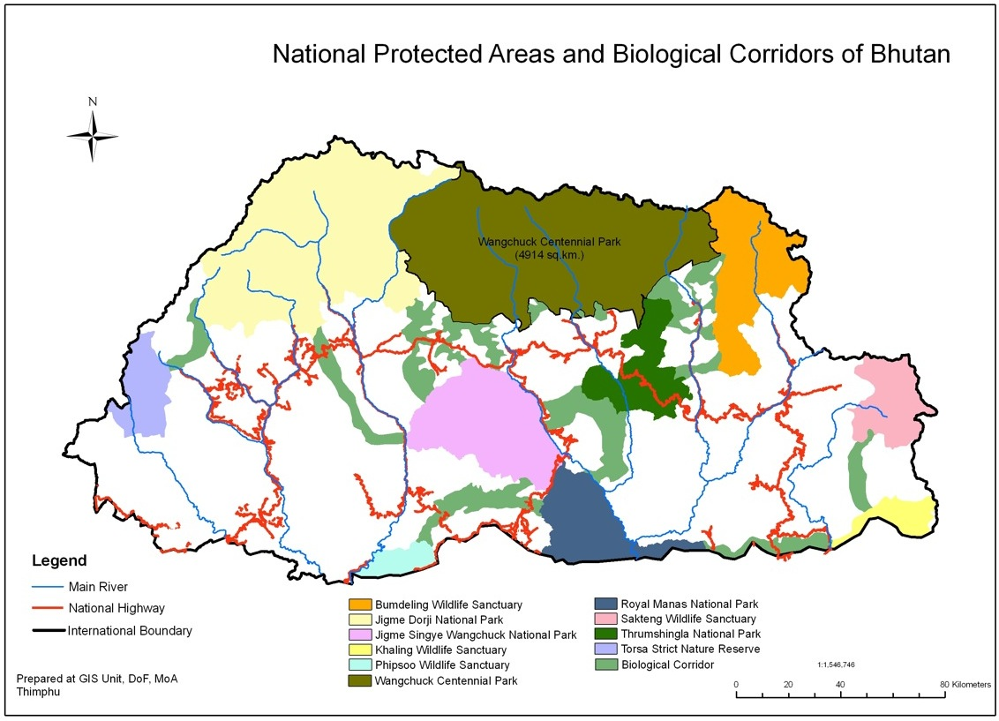 National Protected Areas and Biological Corridors of Bhutan
N
Wangchuck Centennial Park
(4914 sq.km.)
Legend
Main River
National Highway
International Boundary
Bumdeling Wildlife Sanctuary
Jigme Dorji National Park
Jigme Singye Wangchuck National Park
Khaling Wildlife Sanctuary
Phipsoo Wildlife Sanctuary
Wangchuck Centennial Park
Royal Manas National Park
Sakteng Wildlife Sanctuary
Thrumshingla National Park
Torsa Strict Nature Reserve
Biological Corridor
1:1,546,746
0 20 40 80 Kilometers
Prepared at GIS Unit, DoF, MoA
Thimphu